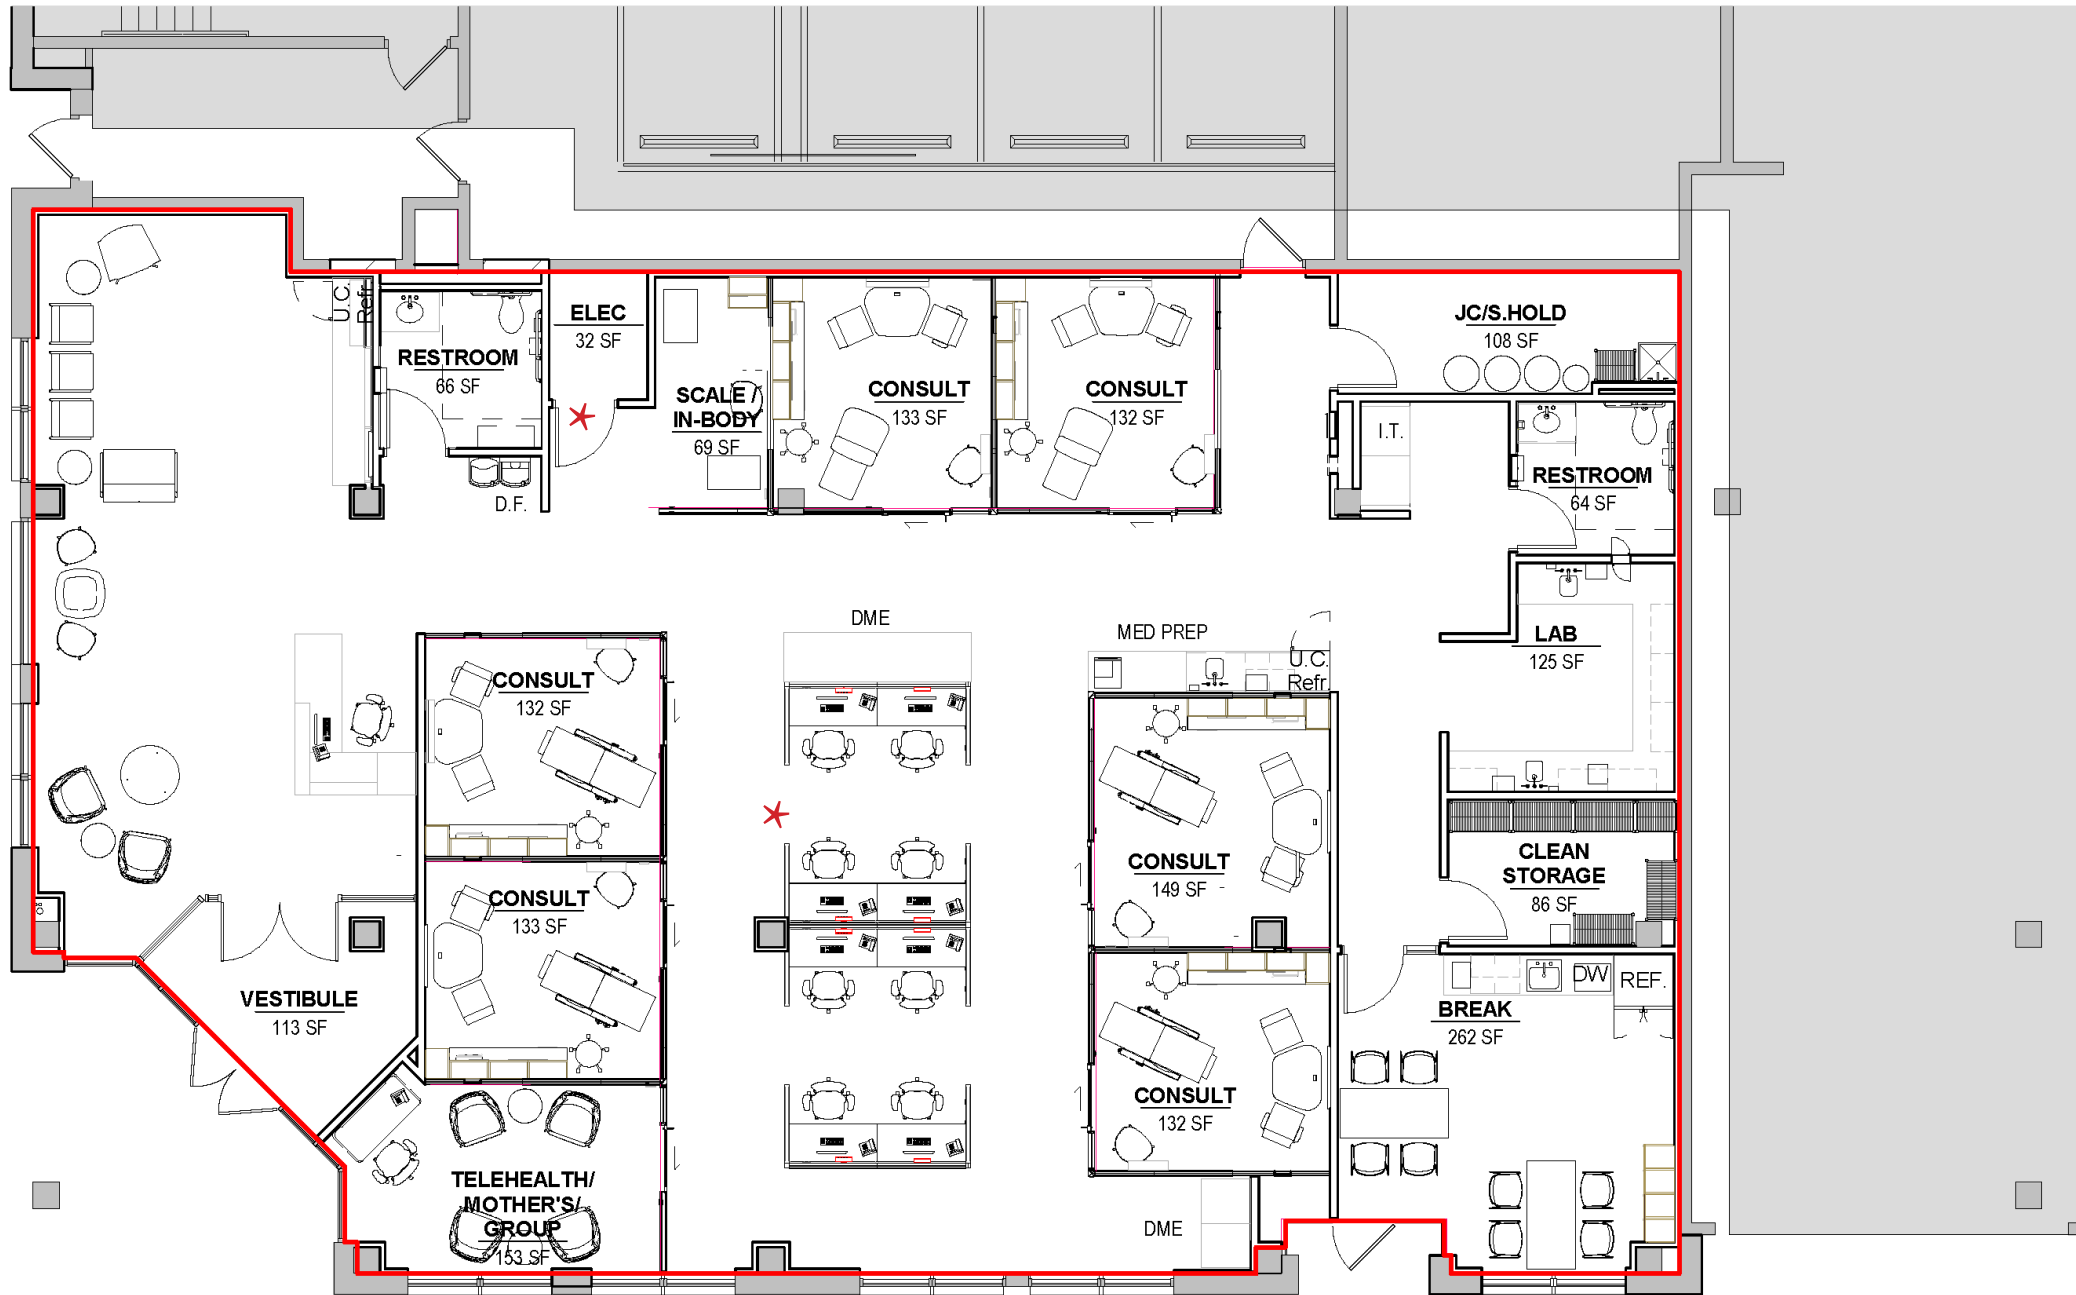 U.C.
Refr.
RESTROOM
66 SF
ELEC
32 SF
SCALE /
IN-BODY
69 SF
CONSULT
133 SF
CONSULT
132 SF
JC/S.HOLD
108 SF
I.T.
RESTROOM
64 SF
D.F.
DME
MED PREP
U.C.
Refr.
LAB
125 SF
CONSULT
132 SF
CONSULT
149 SF
CLEAN
STORAGE
86 SF
CONSULT
133 SF
VESTIBULE
113 SF
DW
REF.
BREAK
262 SF
CONSULT
132 SF
TELEHEALTH/
MOTHER'S/
GROUP
153 SF
DME